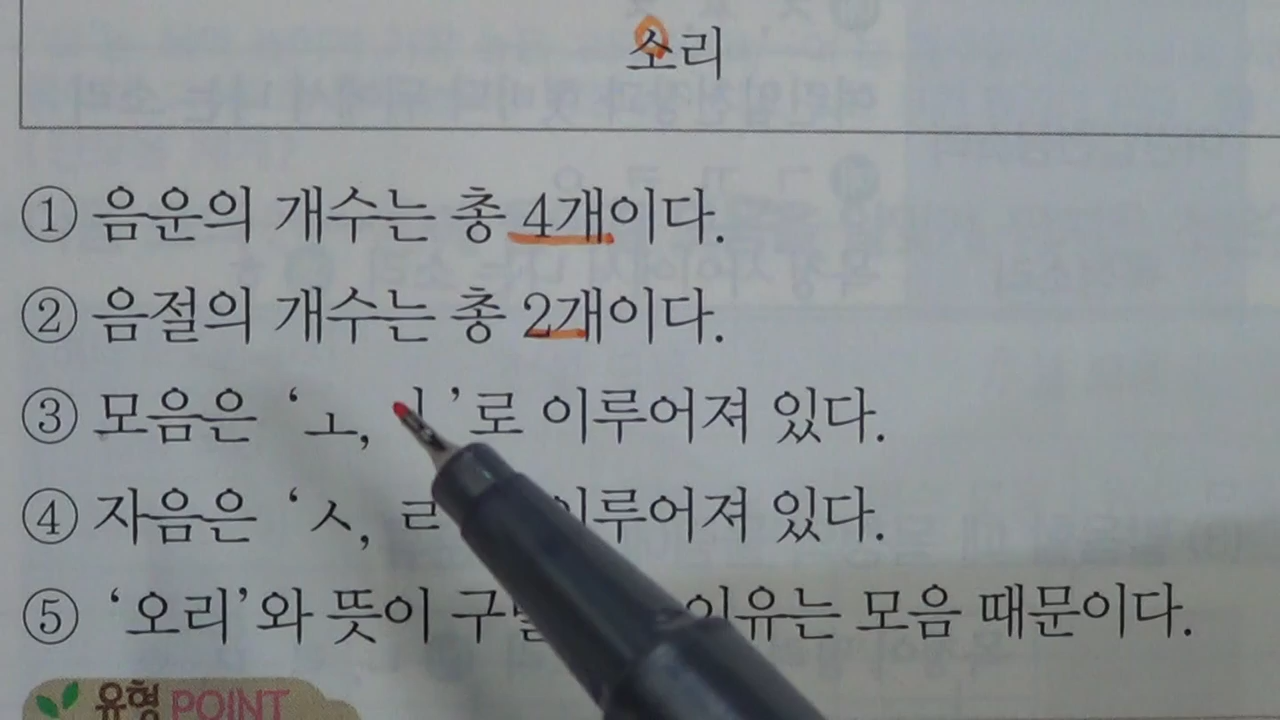 소리
① 음운의 개수는 총 4개이다.
② 음절의 개수는 총 2개이다.
③ 모음은 ‘ㅗ, ㅣ’로 이루어져 있다.
④ 자음은 ‘ㅅ, ㄹ 이루어져 있다.
⑤ ‘오리’와 뜻이 이유는 모음 때문이다.
유형 POINT